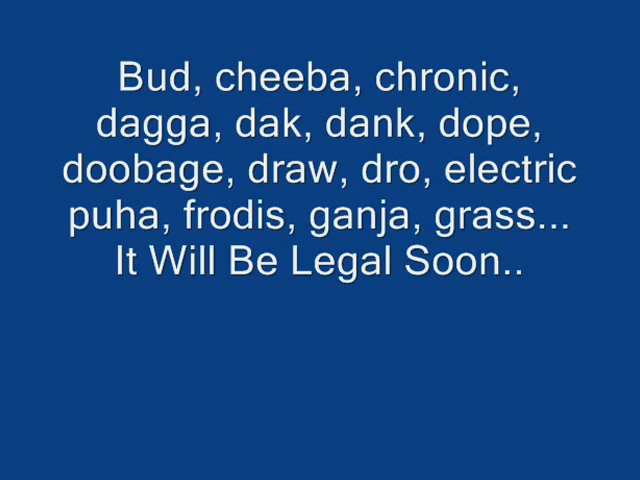 Bud, cheeba, chronic,
dagga, dak, dank, dope,
doobage, draw, dro, electric
puha, frodis, ganja, grass...
It Will Be Legal Soon..